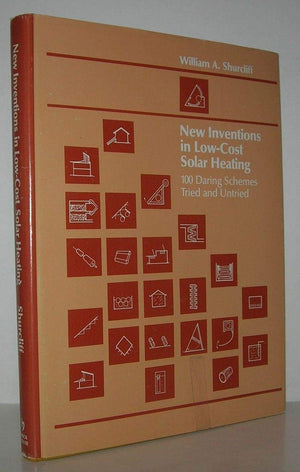 William A. Shurcliff
New Inventions
in Low-Cost
Solar Heating
100 Daring Schemes
Tried and Untried
New Inventions in Low-Cost Solar Heating
Shurcliff